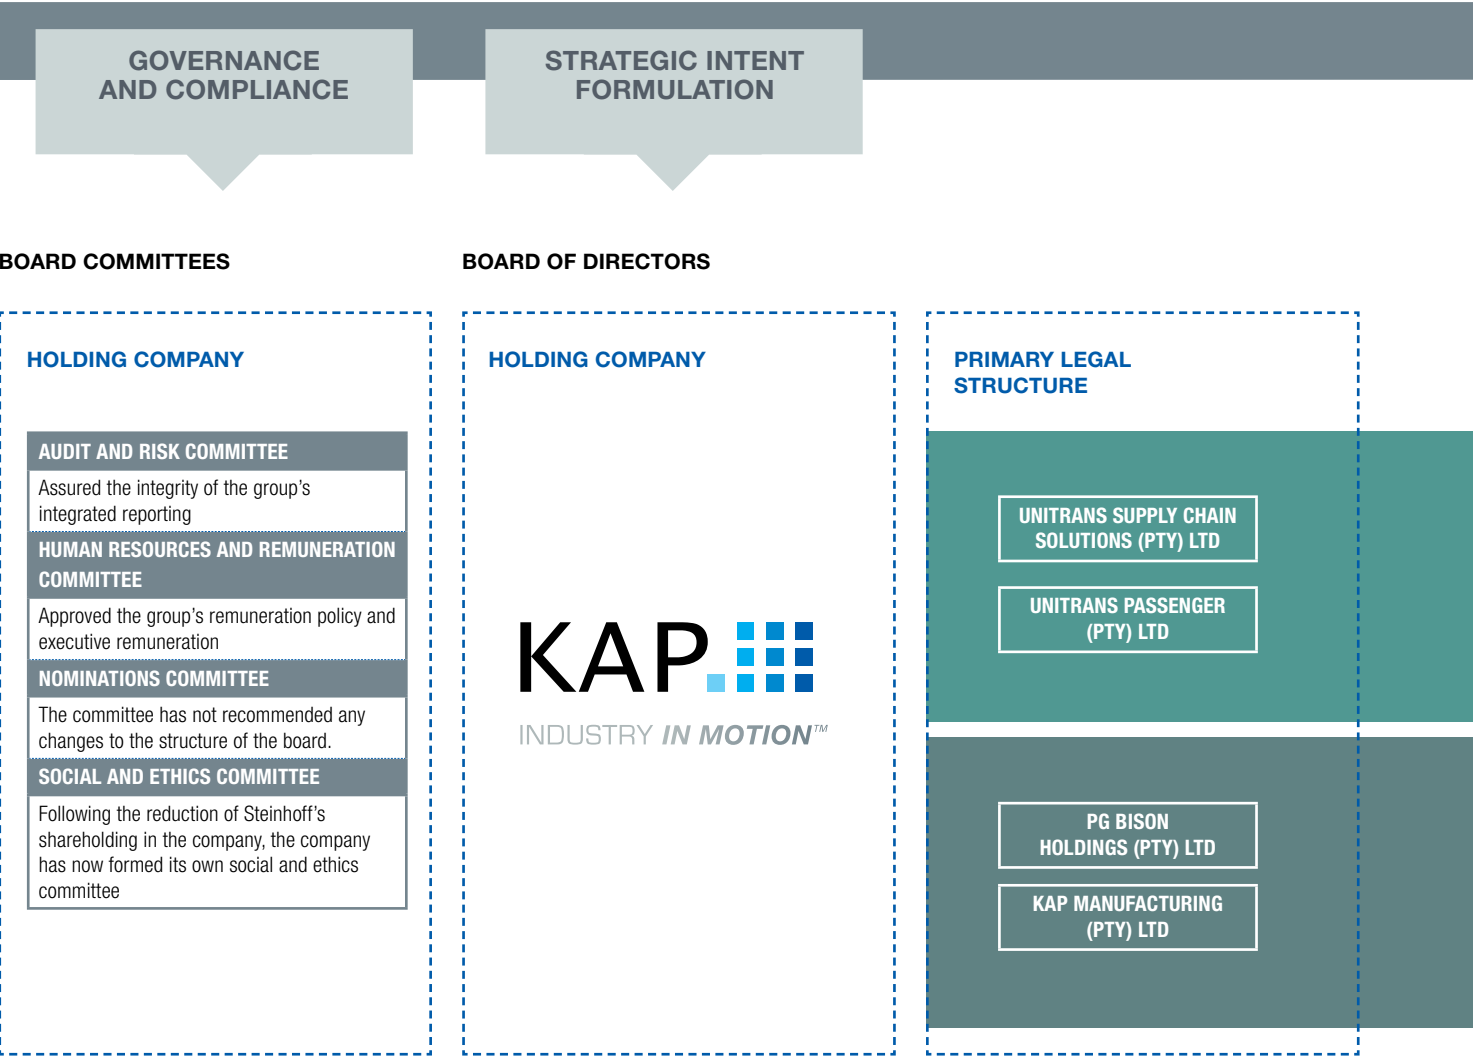 GOVERNANCE
AND COMPLIANCE
STRATEGIC INTENT
FORMULATION
BOARD COMMITTEES
BOARD OF DIRECTORS
HOLDING COMPANY
AUDIT AND RISK COMMITTEE
Assured the integrity of the group’s
integrated reporting
HUMAN RESOURCES AND REMUNERATION
COMMITTEE
Approved the group’s remuneration policy and
executive remuneration
NOMINATIONS COMMITTEE
The committee has not recommended any
changes to the structure of the board.
SOCIAL AND ETHICS COMMITTEE
Following the reduction of Steinhoff’s
shareholding in the company, the company
has now formed its own social and ethics
committee
HOLDING COMPANY
KAP
INDUSTRY IN MOTION™
PRIMARY LEGAL
STRUCTURE
UNITRANS SUPPLY CHAIN
SOLUTIONS (PTY) LTD
UNITRANS PASSENGER
(PTY) LTD
PG BISON
HOLDINGS (PTY) LTD
KAP MANUFACTURING
(PTY) LTD